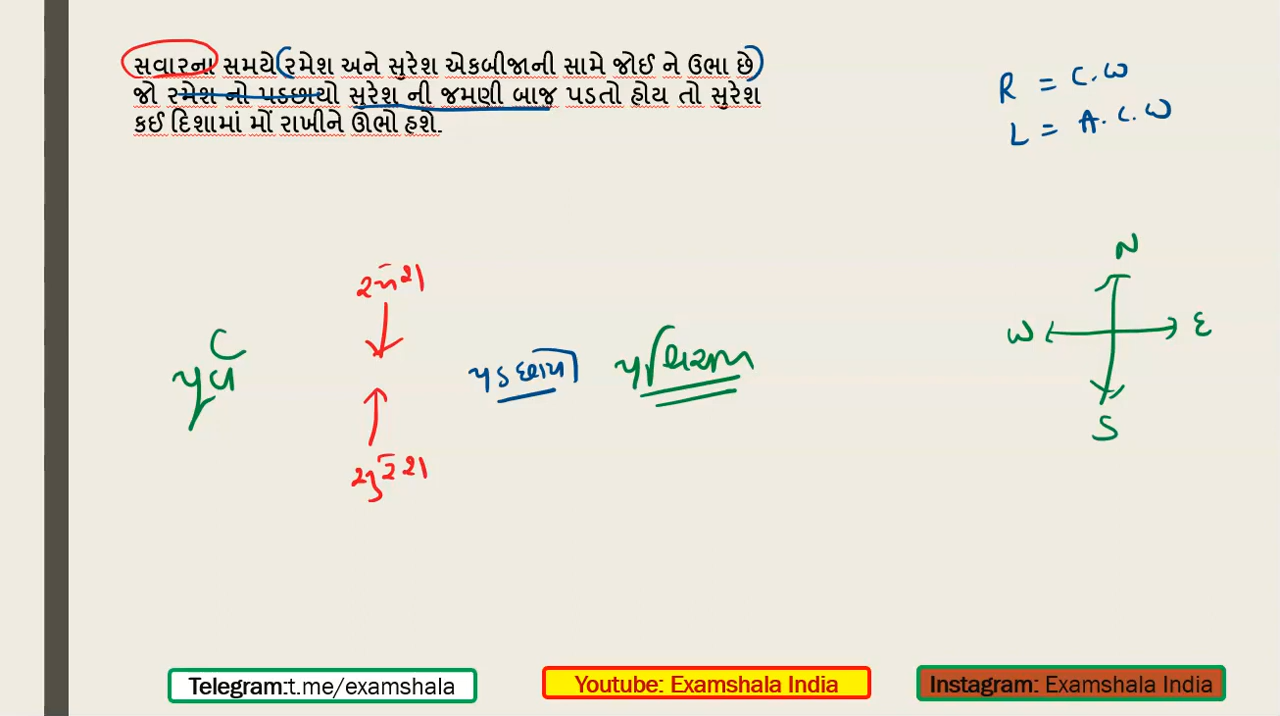 સવારના સમયે રમેશ અને સુરેશ એકબીજાની સામે જોઈ ને ઉભા છે
જો રમેશ નો પડછાયો સુરેશ ની જમણી બાજુ પડતો હોય તો સુરેશ
કઈ દિશામાં મોં રાખીને ઊભો હશે.
R = C.W
L = A.C.W
N
W E
S
રમેશ
પૂર્વ
પડછાયો પશ્ચિમ
સુરેશ
Telegram:t.me/examshala
Youtube: Examshala India
Instagram: Examshala India